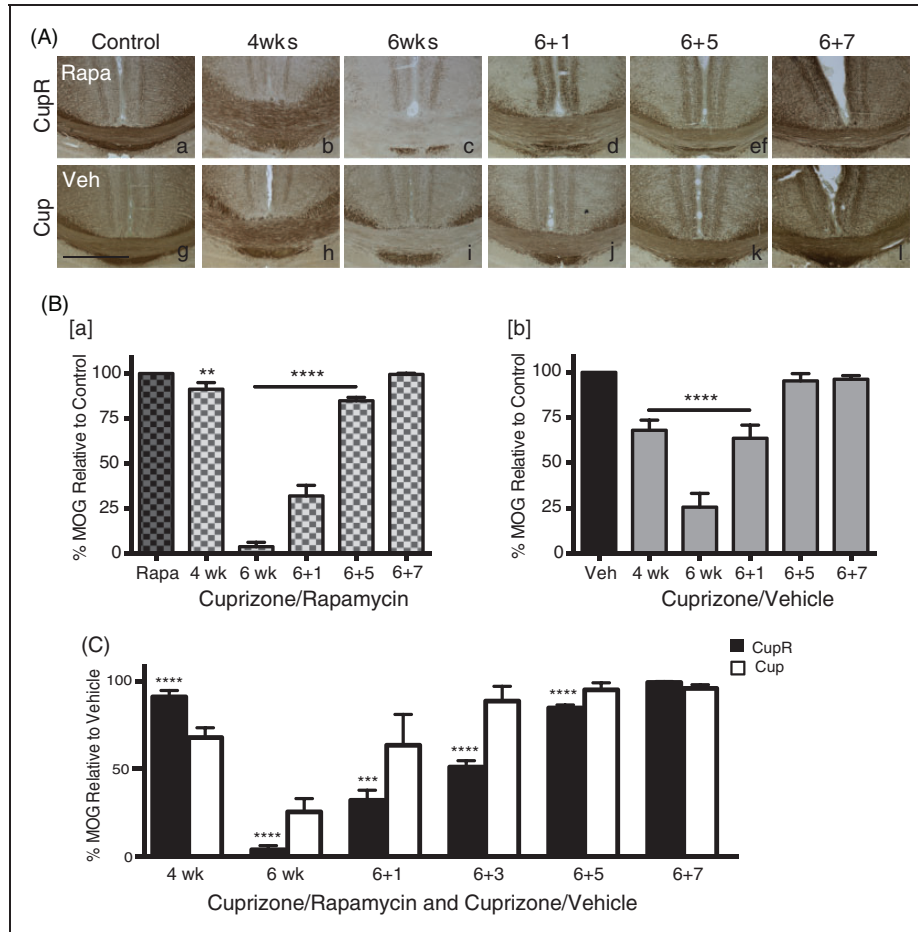 (A)
Control 4wks 6wks 6+1 6+5 6+7
CupR
Rapa
a b c d ef
Cup
Veh
g h i j k l
(B)
[a]
% MOG Relative to Control
100
75
50
25
0
** ****
Rapa 4 wk 6 wk 6+1 6+5 6+7
Cuprizone/Rapamycin
[b]
% MOG Relative to Control
100
75
50
25
0
****
Veh 4 wk 6 wk 6+1 6+5 6+7
Cuprizone/Vehicle
(C)
CupR
Cup
% MOG Relative to Vehicle
100
50
0
**** **** *** **** ****
4 wk 6 wk 6+1 6+3 6+5 6+7
Cuprizone/Rapamycin and Cuprizone/Vehicle